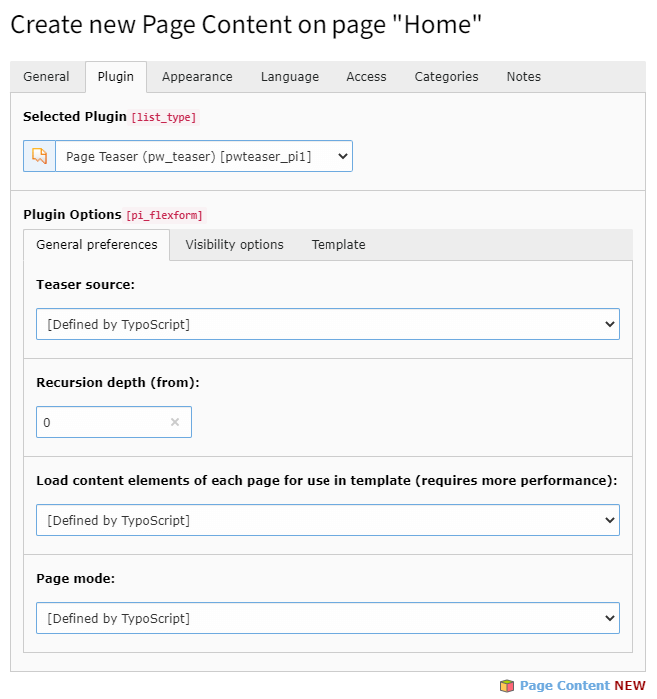 Create new Page Content on page "Home"
General Plugin Appearance Language Access Categories Notes
Selected Plugin [list_type]
Page Teaser (pw_teaser) [pwteaser_pi1]
Plugin Options [pi_flexform]
General preferences Visibility options Template
Teaser source:
[Defined by TypoScript]
Recursion depth (from):
0
Load content elements of each page for use in template (requires more performance):
[Defined by TypoScript]
Page mode:
[Defined by TypoScript]
Page Content NEW